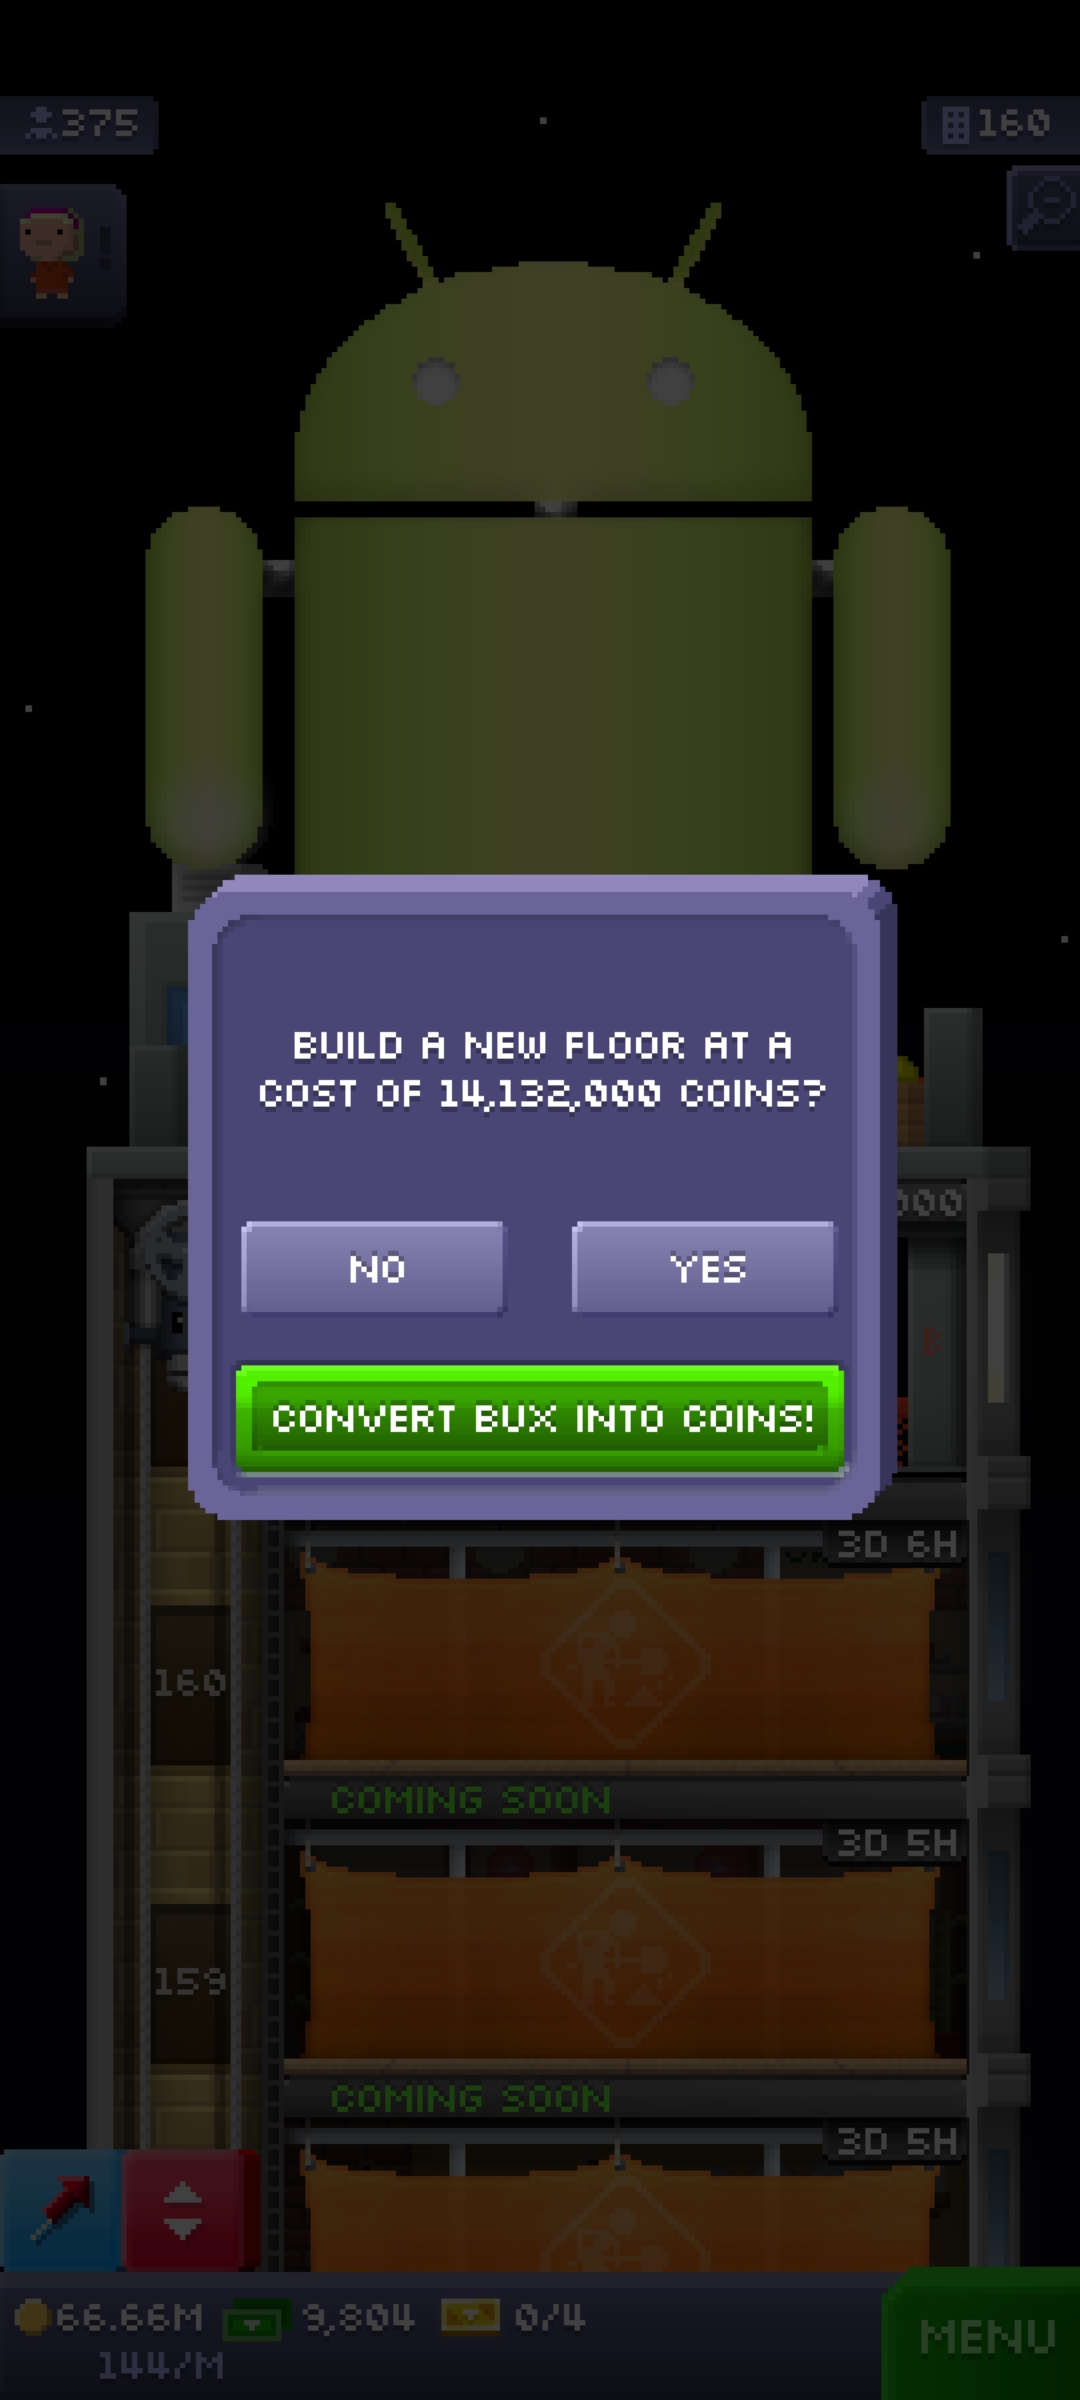 375
160
BUILD A NEW FLOOR AT A
COST OF 14,132,000 COINS?
000
NO
YES
CONVERT BUX INTO COINS!
3D 6H
160
COMING SOON
3D 5H
159
COMING SOON
3D 5H
66.66M 9,804 0/4
144/M
MENU